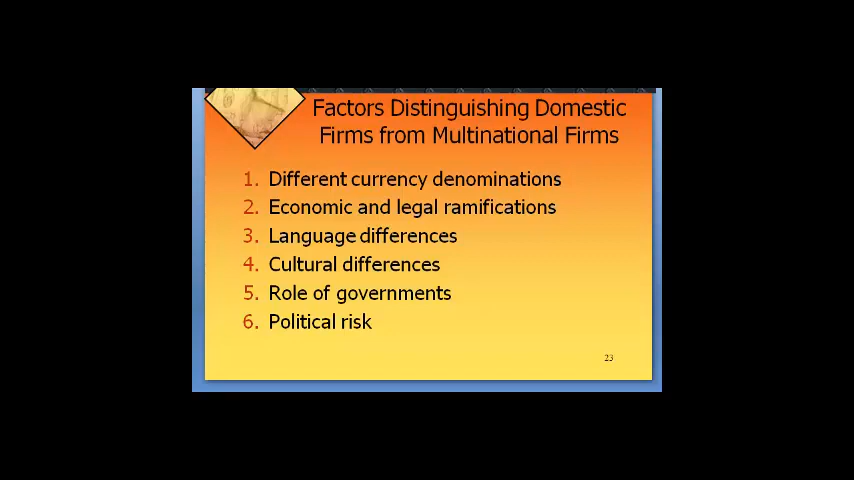 Factors Distinguishing Domestic
Firms from Multinational Firms
1. Different currency denominations
2. Economic and legal ramifications
3. Language differences
4. Cultural differences
5. Role of governments
6. Political risk
23